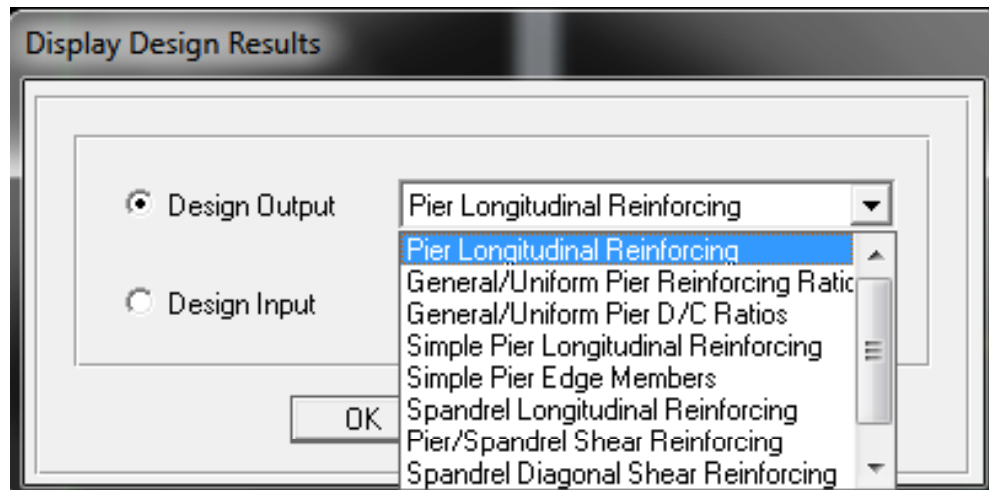 Display Design Results
Design Output
Pier Longitudinal Reinforcing
Pier Longitudinal Reinforcing
General/Uniform Pier Reinforcing Ratio
Design Input
General/Uniform Pier D/C Ratios
Simple Pier Longitudinal Reinforcing
Simple Pier Edge Members
Spandrel Longitudinal Reinforcing
OK
Pier/Spandrel Shear Reinforcing
Spandrel Diagonal Shear Reinforcing